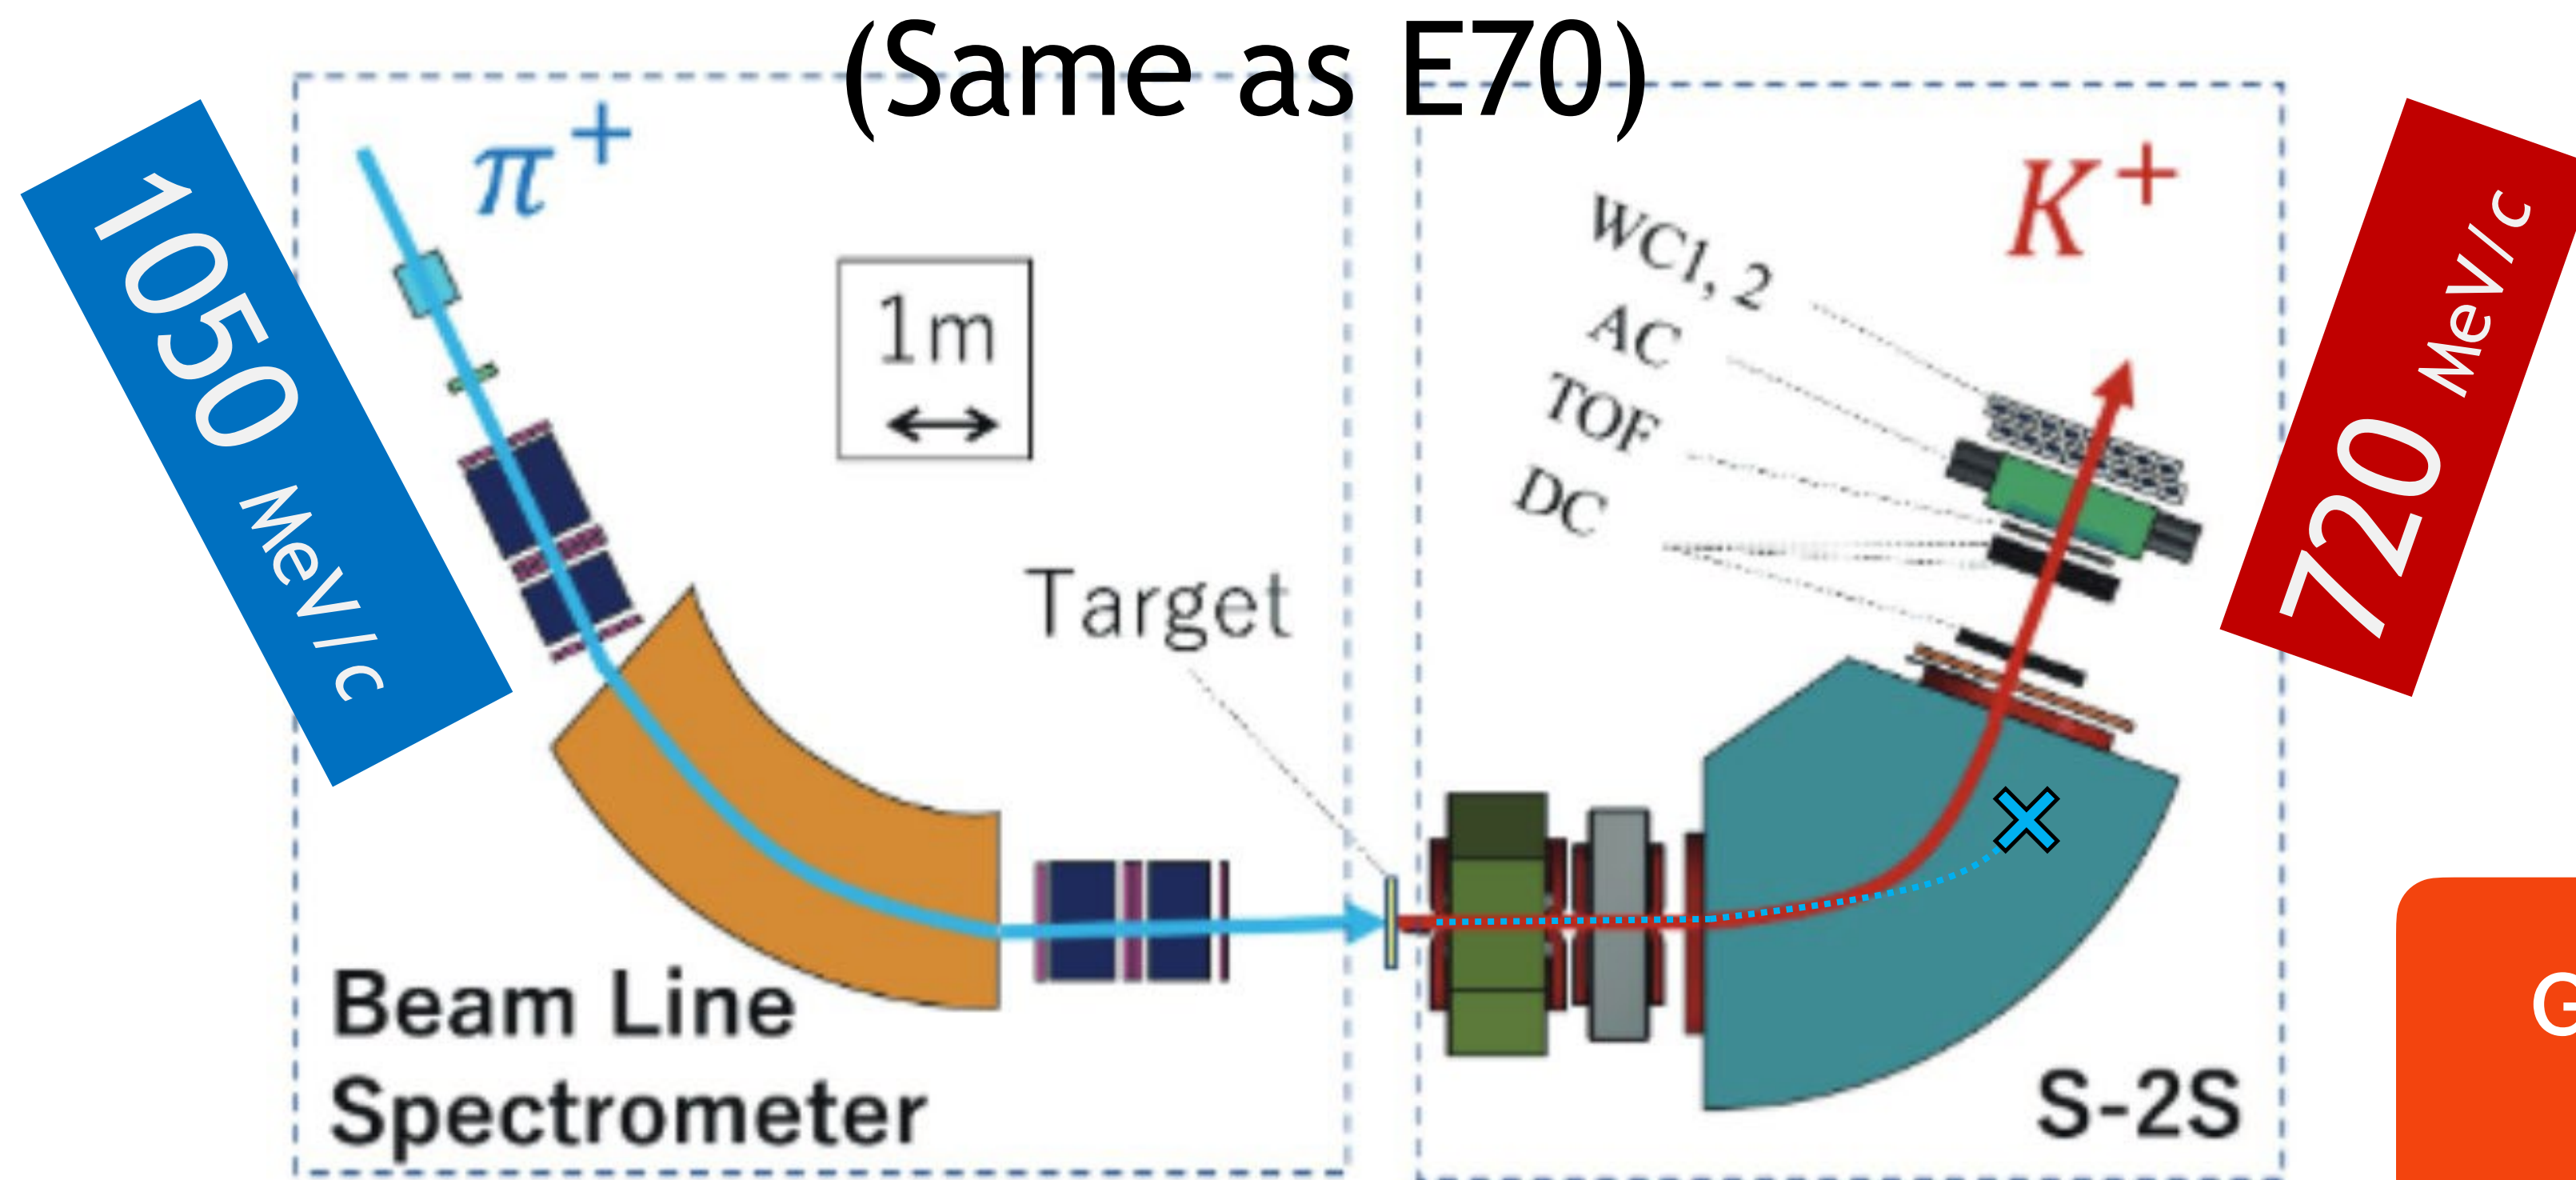 (Same as E70)
1050 MeV/c
π⁺
1m
Target
Beam Line
Spectrometer
K⁺
WC1, 2
AC
TOF
DC
720 MeV/c
S-2S
G